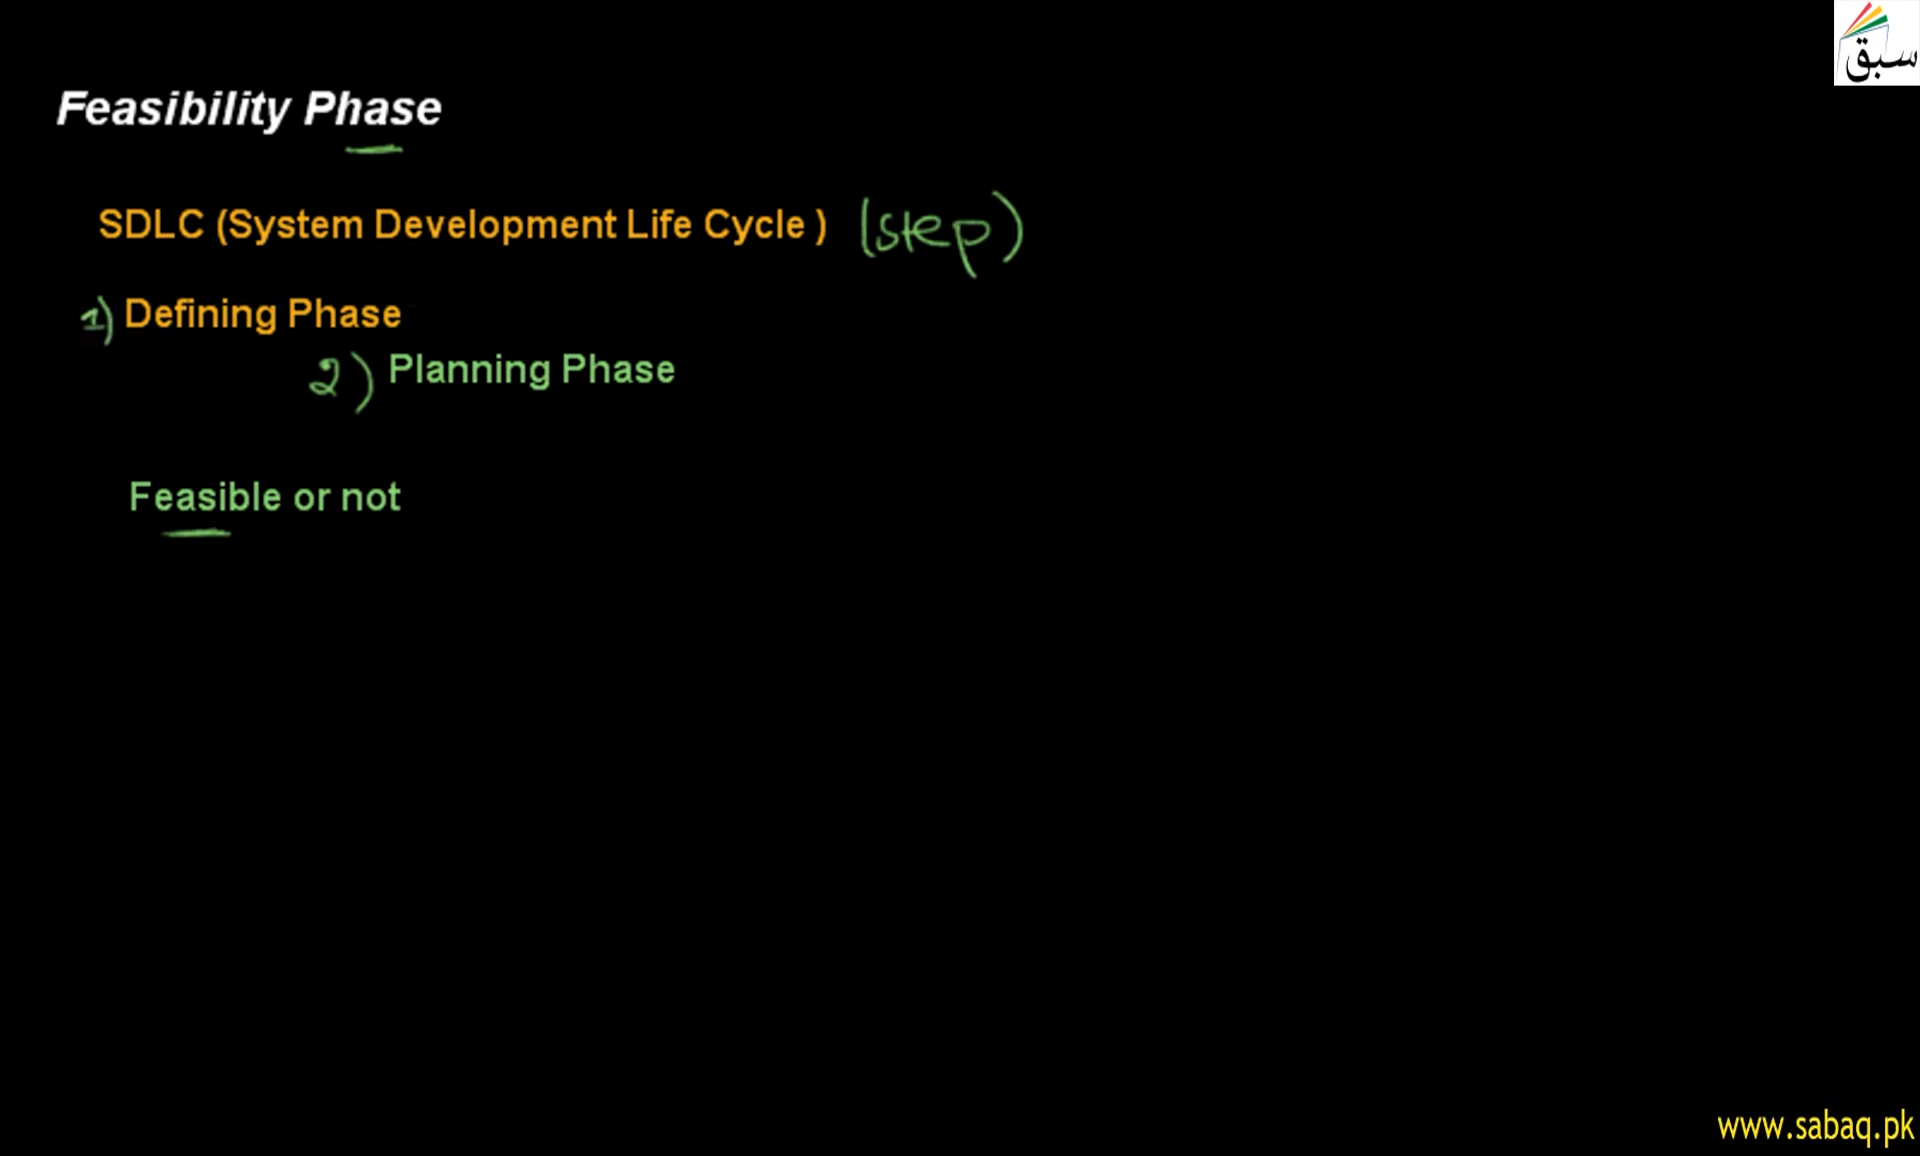 سبق
Feasibility Phase
SDLC (System Development Life Cycle ) (step)
1) Defining Phase
2) Planning Phase
Feasible or not
www.sabaq.pk